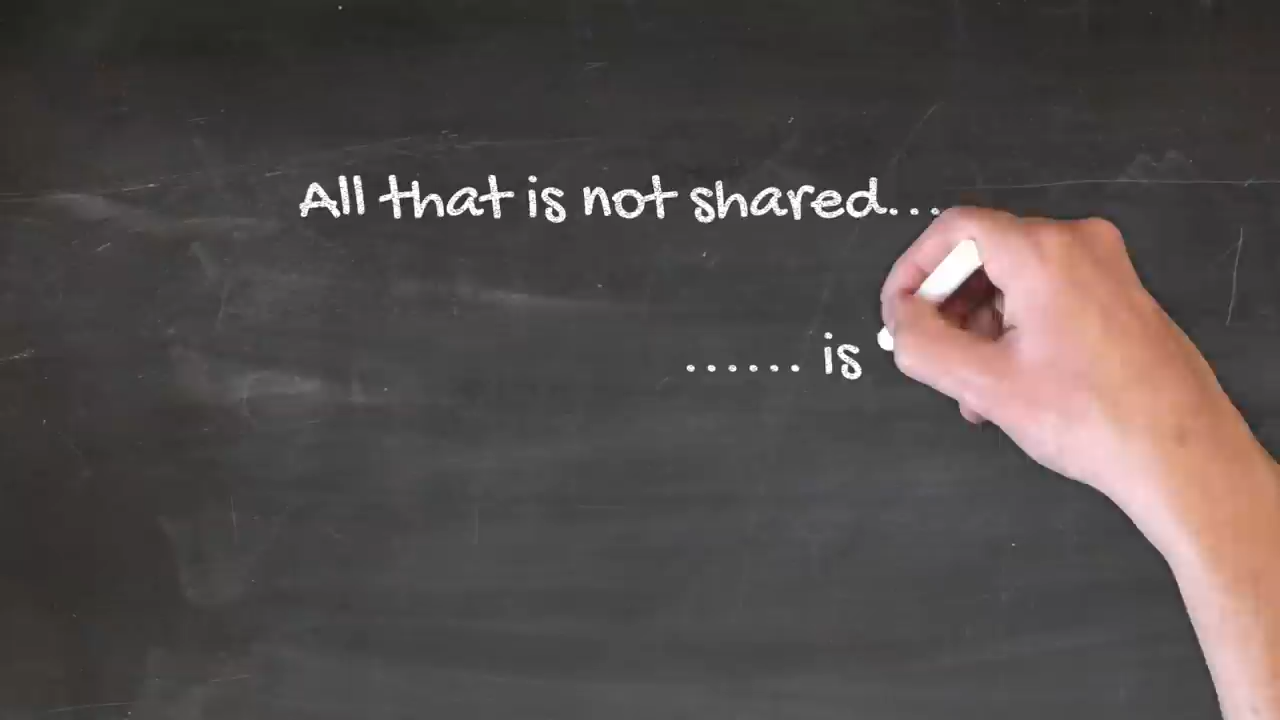 All that is not shared...
...... is